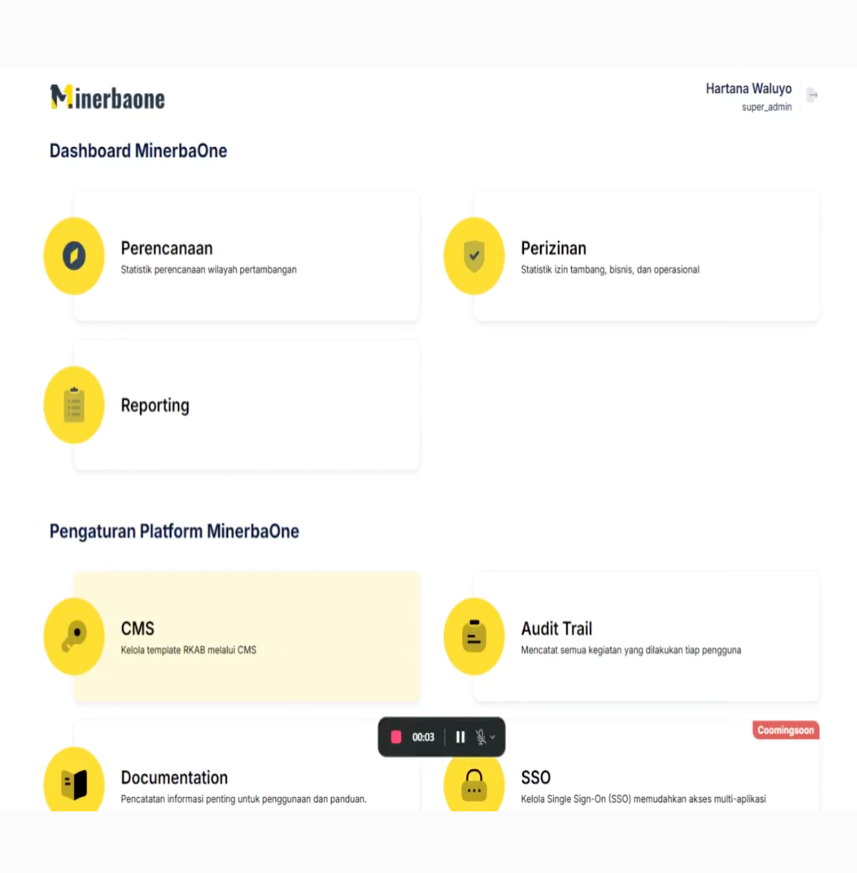 Minerbaone
Hartana Waluyo
super_admin
Dashboard MinerbaOne
Perencanaan
Statistik perencanaan wilayah pertambangan
Perizinan
Statistik izin tambang, bisnis, dan operasional
Reporting
Pengaturan Platform MinerbaOne
CMS
Kelola template RKAB melalui CMS
Audit Trail
Mencatat semua kegiatan yang dilakukan tiap pengguna
00:03
Coomingsoon
Documentation
Pencatatan informasi penting untuk penggunaan dan panduan.
SSO
Kelola Single Sign-On (SSO) memudahkan akses multi-aplikasi